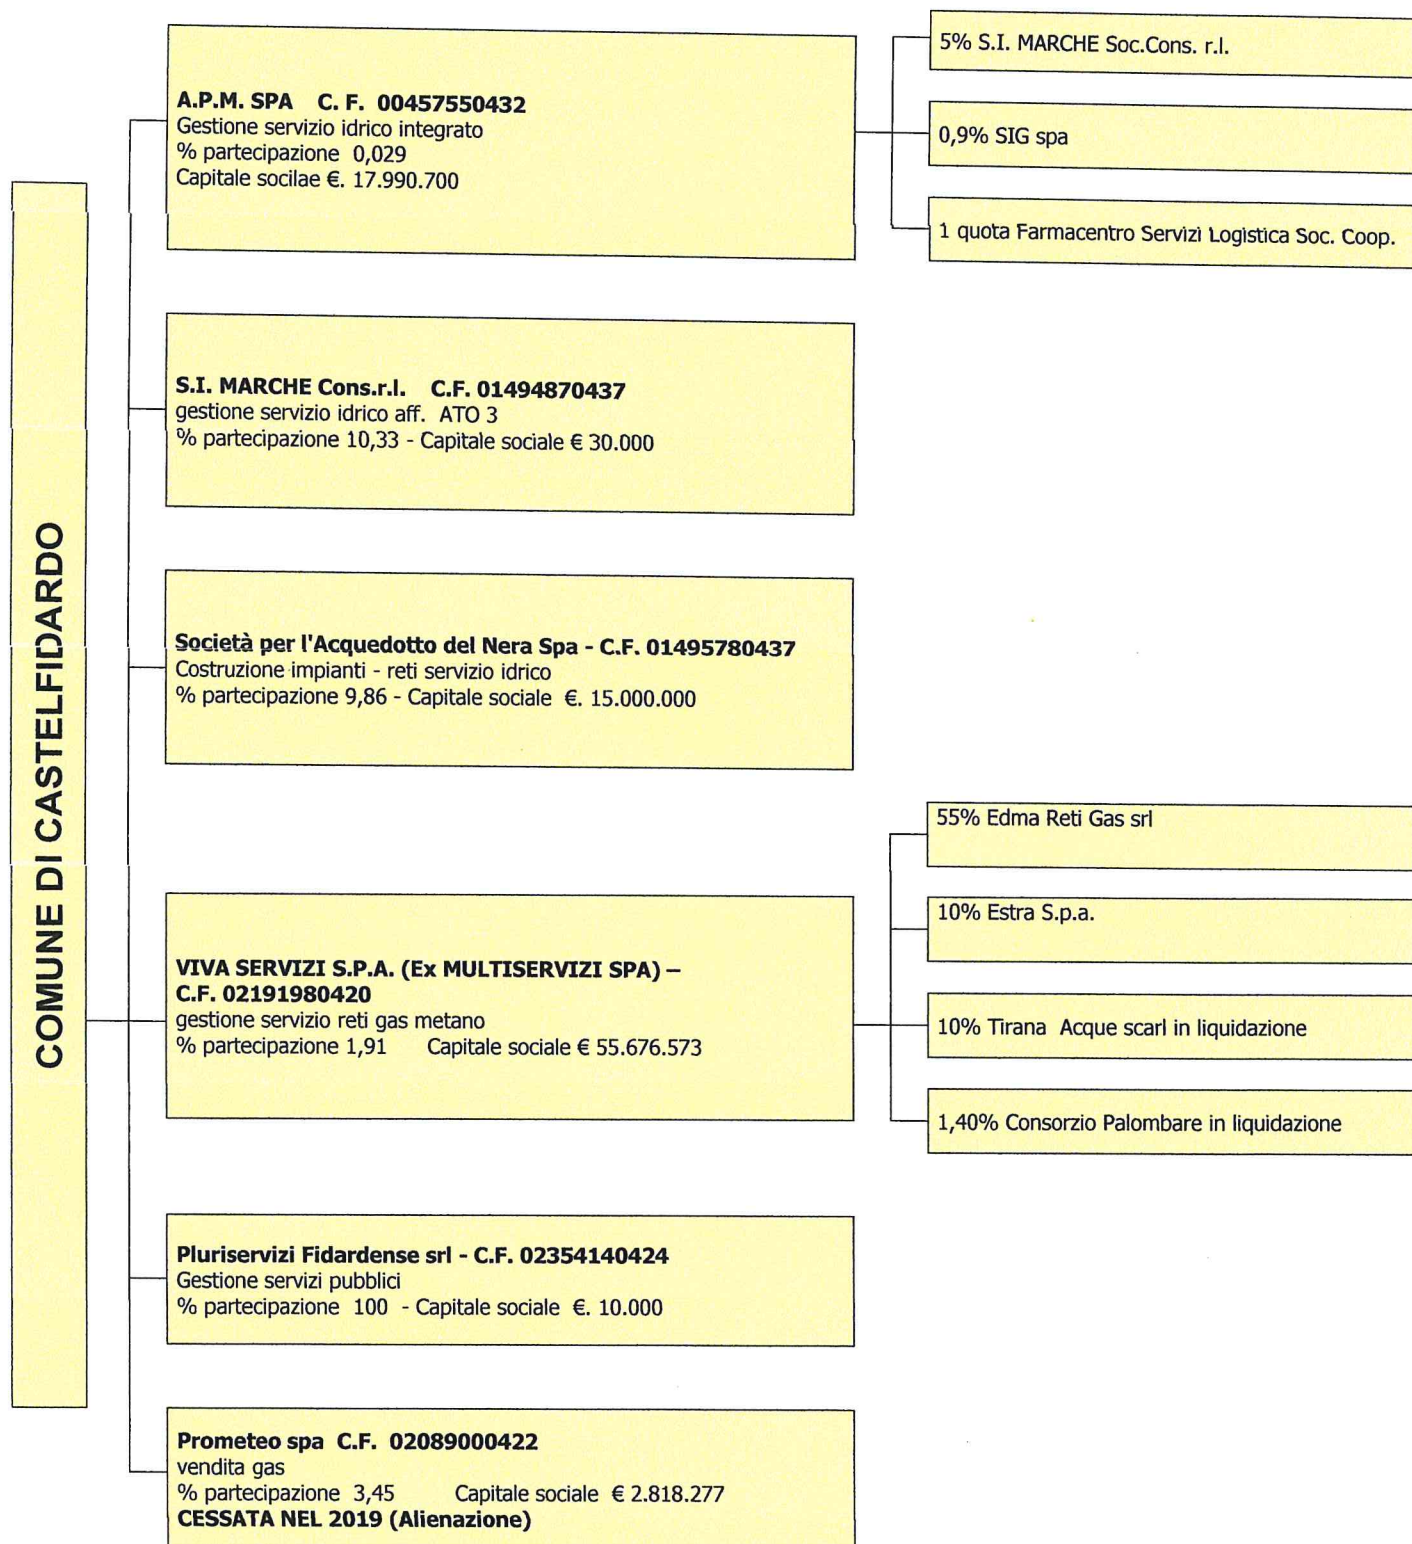 COMUNE DI CASTELFIDARDO
A.P.M. SPA C. F. 00457550432
Gestione servizio idrico integrato
% partecipazione 0,029
Capitale socilae €. 17.990.700
5% S.I. MARCHE Soc.Cons. r.l.
0,9% SIG spa
1 quota Farmacentro Servizi Logistica Soc. Coop.
S.I. MARCHE Cons.r.l. C.F. 01494870437
gestione servizio idrico aff. ATO 3
% partecipazione 10,33 - Capitale sociale € 30.000
Società per l'Acquedotto del Nera Spa - C.F. 01495780437
Costruzione impianti - reti servizio idrico
% partecipazione 9,86 - Capitale sociale €. 15.000.000
VIVA SERVIZI S.P.A. (Ex MULTISERVIZI SPA) –
C.F. 02191980420
gestione servizio reti gas metano
% partecipazione 1,91 Capitale sociale € 55.676.573
55% Edma Reti Gas srl
10% Estra S.p.a.
10% Tirana Acque scarl in liquidazione
1,40% Consorzio Palombare in liquidazione
Pluriservizi Fidardense srl - C.F. 02354140424
Gestione servizi pubblici
% partecipazione 100 - Capitale sociale €. 10.000
Prometeo spa C.F. 02089000422
vendita gas
% partecipazione 3,45 Capitale sociale € 2.818.277
CESSATA NEL 2019 (Alienazione)